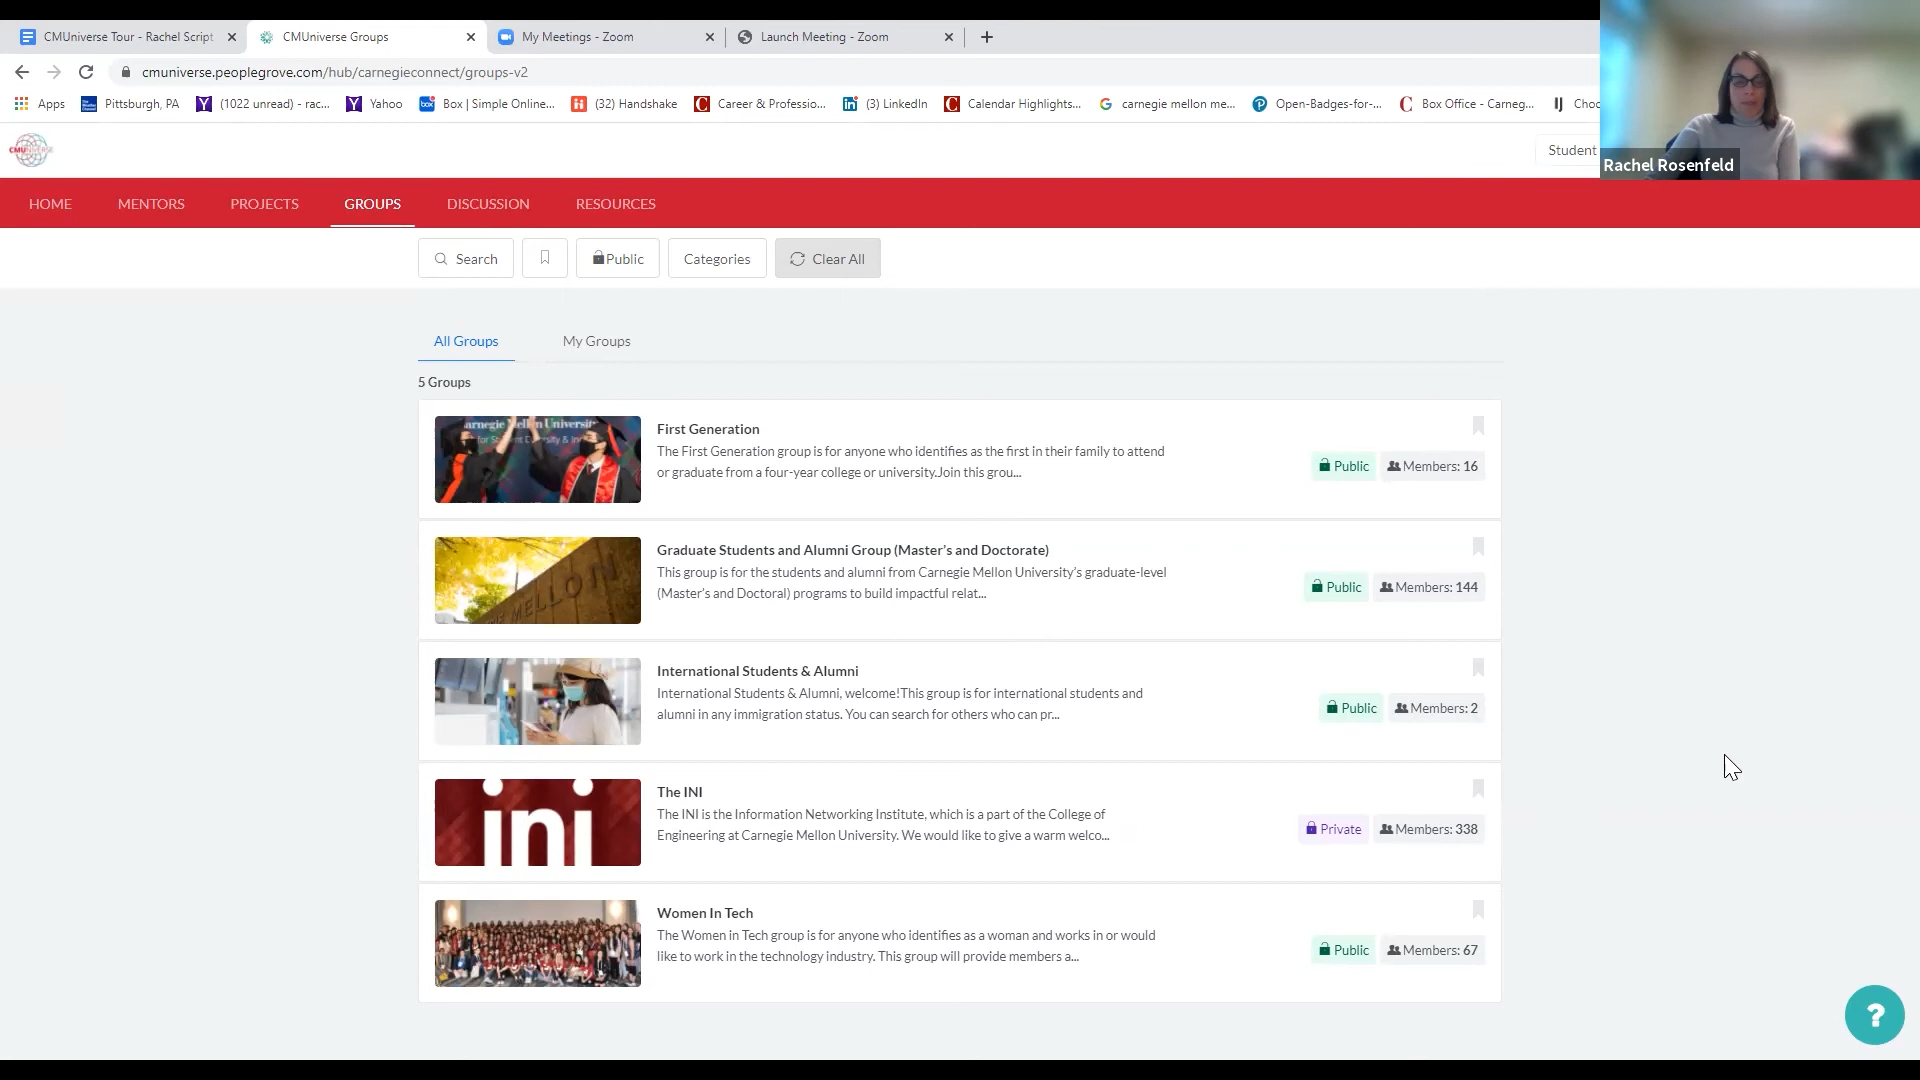 CMUniverse Tour - Rachel Script
CMUniverse Groups
My Meetings - Zoom
Launch Meeting - Zoom
cmuniverse.peoplegrove.com/hub/carnegieconnect/groups-v2
Apps
Pittsburgh, PA
(1022 unread) - rac...
Yahoo
Box | Simple Online...
(32) Handshake
Career & Professio...
(3) LinkedIn
Calendar Highlights...
carnegie mellon me...
Open-Badges-for-...
Box Office - Carneg...
Choo
CMUNIVERSE
Student
Rachel Rosenfeld
HOME
MENTORS
PROJECTS
GROUPS
DISCUSSION
RESOURCES
Search
Public
Categories
Clear All
All Groups
My Groups
5 Groups
arnegie Mellon University
for Student Diversity & Inc
First Generation
The First Generation group is for anyone who identifies as the first in their family to attend
or graduate from a four-year college or university.Join this grou...
Public
Members: 16
MELLON
Graduate Students and Alumni Group (Master's and Doctorate)
This group is for the students and alumni from Carnegie Mellon University's graduate-level
(Master's and Doctoral) programs to build impactful relat...
Public
Members: 144
International Students & Alumni
International Students & Alumni, welcome!This group is for international students and
alumni in any immigration status. You can search for others who can pr...
Public
Members: 2
ini
The INI
The INI is the Information Networking Institute, which is a part of the College of
Engineering at Carnegie Mellon University. We would like to give a warm welco...
Private
Members: 338
Women In Tech
The Women in Tech group is for anyone who identifies as a woman and works in or would
like to work in the technology industry. This group will provide members a...
Public
Members: 67
?